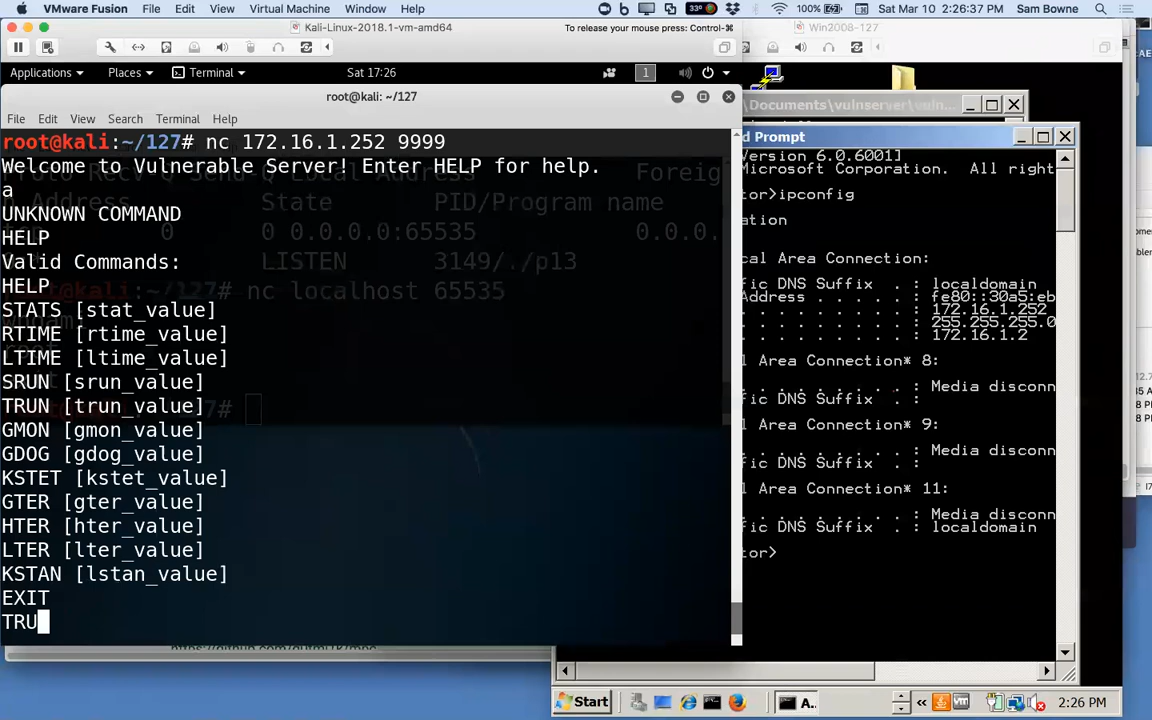 VMware Fusion File Edit View Virtual Machine Window Help 33° 100% Sat Mar 10 2:26:37 PM Sam Bowne
Kali-Linux-2018.1-vm-amd64 To release your mouse press: Control-⌘
Win2008-127
Applications Places Terminal Sat 17:26 1
root@kali: ~/127
File Edit View Search Terminal Help
root@kali:~/127# nc 172.16.1.252 9999
Welcome to Vulnerable Server! Enter HELP for help.
a
UNKNOWN COMMAND
HELP
Valid Commands:
HELP
STATS [stat_value]
RTIME [rtime_value]
LTIME [ltime_value]
SRUN [srun_value]
TRUN [trun_value]
GMON [gmon_value]
GDOG [gdog_value]
KSTET [kstet_value]
GTER [gter_value]
HTER [hter_value]
LTER [lter_value]
KSTAN [lstan_value]
EXIT
TRU
Foreig
n Address State PID/Program name
0 0 0.0.0.0:65535 0.0.0.
LISTEN 3149/./p13
nc localhost 65535
\Documents\vulnserver\vuln...
d Prompt
Version 6.0.6001]
Microsoft Corporation. All right
tor>ipconfig
ation
cal Area Connection:
fic DNS Suffix . : localdomain
Address . . . . . : fe80::30a5:eb
. . . . . . . . . : 172.16.1.252
. . . . . . . . . : 255.255.255.0
. . . . . . . . . : 172.16.1.2
l Area Connection* 8:
. . . . . . . . . : Media disconn
fic DNS Suffix . :
l Area Connection* 9:
. . . . . . . . . : Media disconn
fic DNS Suffix . :
l Area Connection* 11:
. . . . . . . . . : Media disconn
fic DNS Suffix . : localdomain
tor>
Start A.. 2:26 PM